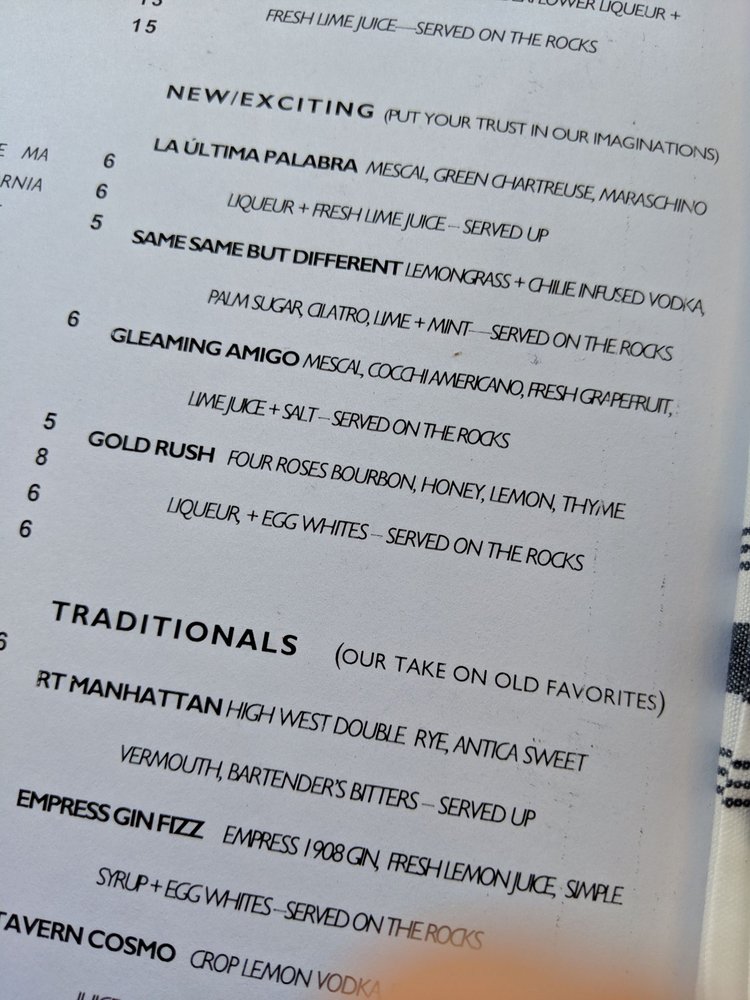 15
15
FLOWER LIQUEUR +
FRESH LIME JUICE—SERVED ON THE ROCKS
NEW/EXCITING (PUT YOUR TRUST IN OUR IMAGINATIONS)
MA
6
LA ÚLTIMA PALABRA MESCAL, GREEN CHARTREUSE, MARASCHINO
6
LIQUEUR + FRESH LIME JUICE – SERVED UP
5
SAME SAME BUT DIFFERENT LEMONGRASS + CHILIE INFUSED VODKA,
PALM SUGAR, CILATRO, LIME + MINT—SERVED ON THE ROCKS
6
GLEAMING AMIGO MESCAL, COCCHI AMERICANO, FRESH GRAPEFRUIT,
LIME JUICE + SALT – SERVED ON THE ROCKS
5
GOLD RUSH FOUR ROSES BOURBON, HONEY, LEMON, THYME
8
6
LIQUEUR, + EGG WHITES – SERVED ON THE ROCKS
6
TRADITIONALS (OUR TAKE ON OLD FAVORITES)
6
RT MANHATTAN HIGH WEST DOUBLE RYE, ANTICA SWEET
VERMOUTH, BARTENDER'S BITTERS – SERVED UP
EMPRESS GIN FIZZ EMPRESS 1908 GIN, FRESH LEMON JUICE, SIMPLE
SYRUP + EGG WHITES –SERVED ON THE ROCKS
TAVERN COSMO CROP LEMON VODKA